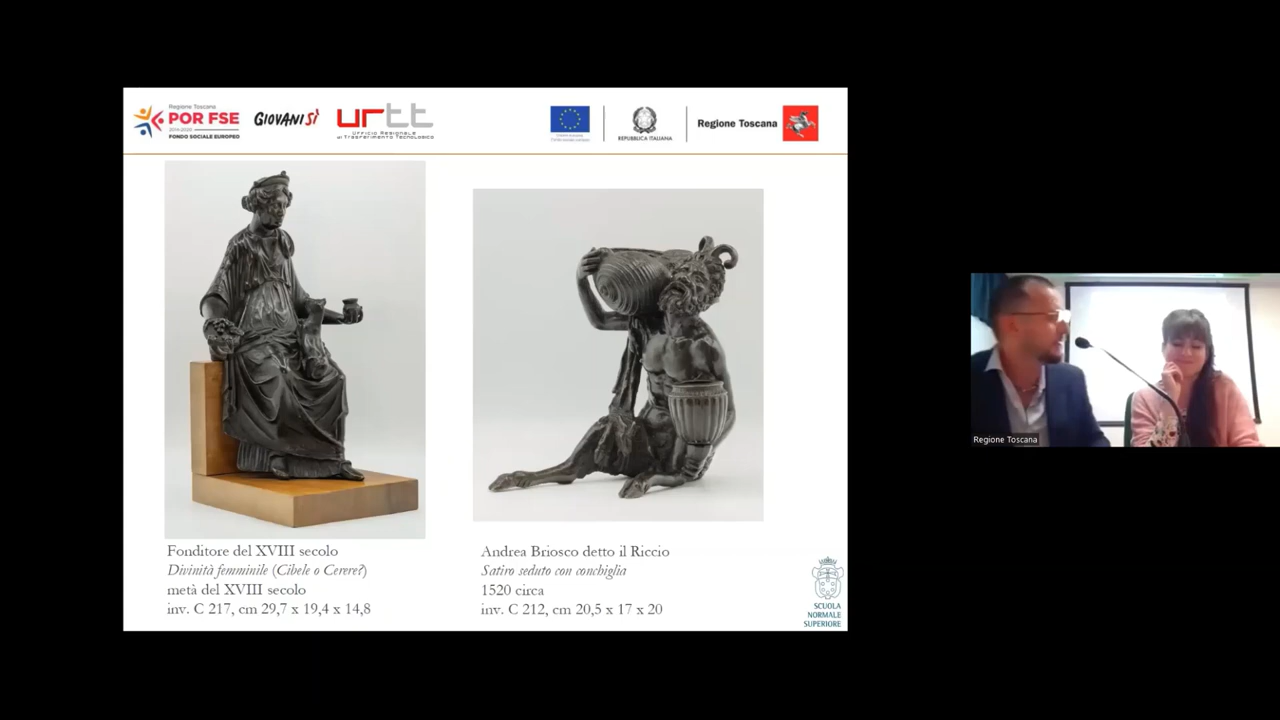 Regione Toscana
POR FSE
2014-2020
FONDO SOCIALE EUROPEO
GIOVANISÌ
urtt
Ufficio Regionale
di Trasferimento Tecnologico
REPUBBLICA ITALIANA
Regione Toscana
Fonditore del XVIII secolo
Divinità femminile (Cibele o Cerere?)
metà del XVIII secolo
inv. C 217, cm 29,7 x 19,4 x 14,8
Andrea Briosco detto il Riccio
Satiro seduto con conchiglia
1520 circa
inv. C 212, cm 20,5 x 17 x 20
SCUOLA
NORMALE
SUPERIORE
Regione Toscana